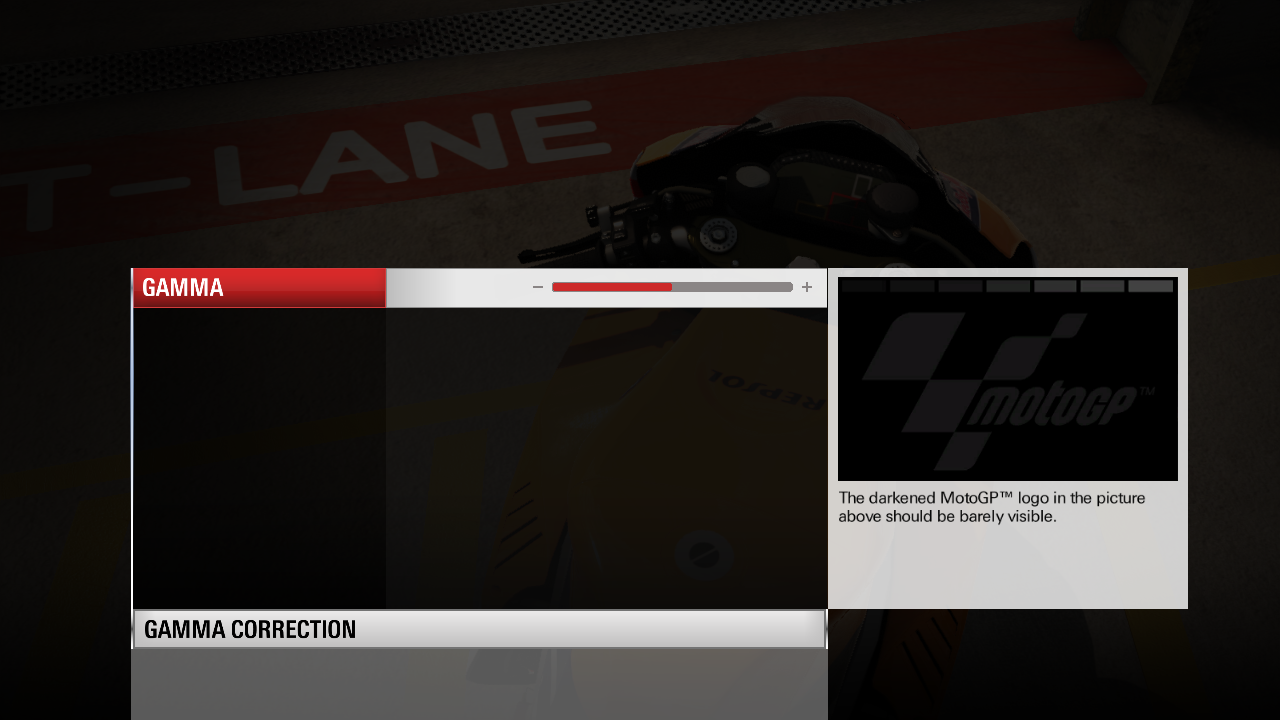 T-LANE
GAMMA
− +
REPSOL
motoGP™
The darkened MotoGP™ logo in the picture
above should be barely visible.
GAMMA CORRECTION